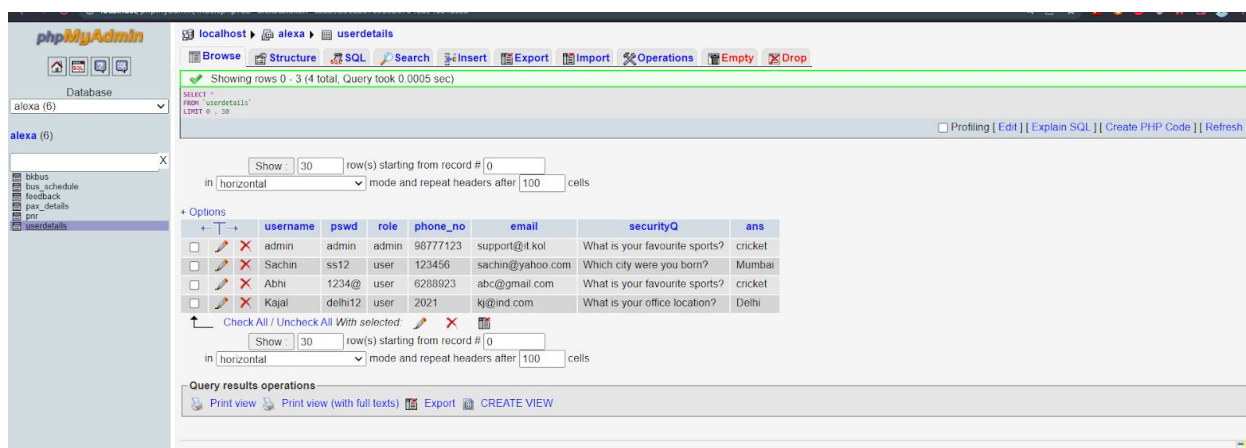 phpMyAdmin
localhost ▸ alexa ▸ userdetails
Browse Structure SQL Search Insert Export Import Operations Empty Drop
Showing rows 0 - 3 (4 total, Query took 0.0005 sec)
SELECT *
FROM `userdetails`
LIMIT 0 , 30
Profiling [ Edit ] [ Explain SQL ] [ Create PHP Code ] [ Refresh
Database
alexa (6)
alexa (6)
X
bkbus
bus_schedule
feedback
pax_details
pnr
userdetails
Show : 30 row(s) starting from record # 0
in horizontal mode and repeat headers after 100 cells
+ Options
←T→ username pswd role phone_no email securityQ ans
admin admin admin 98777123 support@it.kol What is your favourite sports? cricket
Sachin ss12 user 123456 sachin@yahoo.com Which city were you born? Mumbai
Abhi 1234@ user 6288923 abc@gmail.com What is your favourite sports? cricket
Kajal delhi12 user 2021 kj@ind.com What is your office location? Delhi
Check All / Uncheck All With selected:
Show : 30 row(s) starting from record # 0
in horizontal mode and repeat headers after 100 cells
Query results operations
Print view Print view (with full texts) Export CREATE VIEW